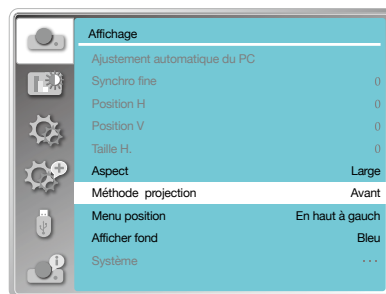 Affichage
Ajustement automatique du PC
Synchro fine 0
Position H 0
Position V 0
Taille H. 0
Aspect Large
Méthode projection Avant
Menu position En haut à gauch
Afficher fond Bleu
Système ...